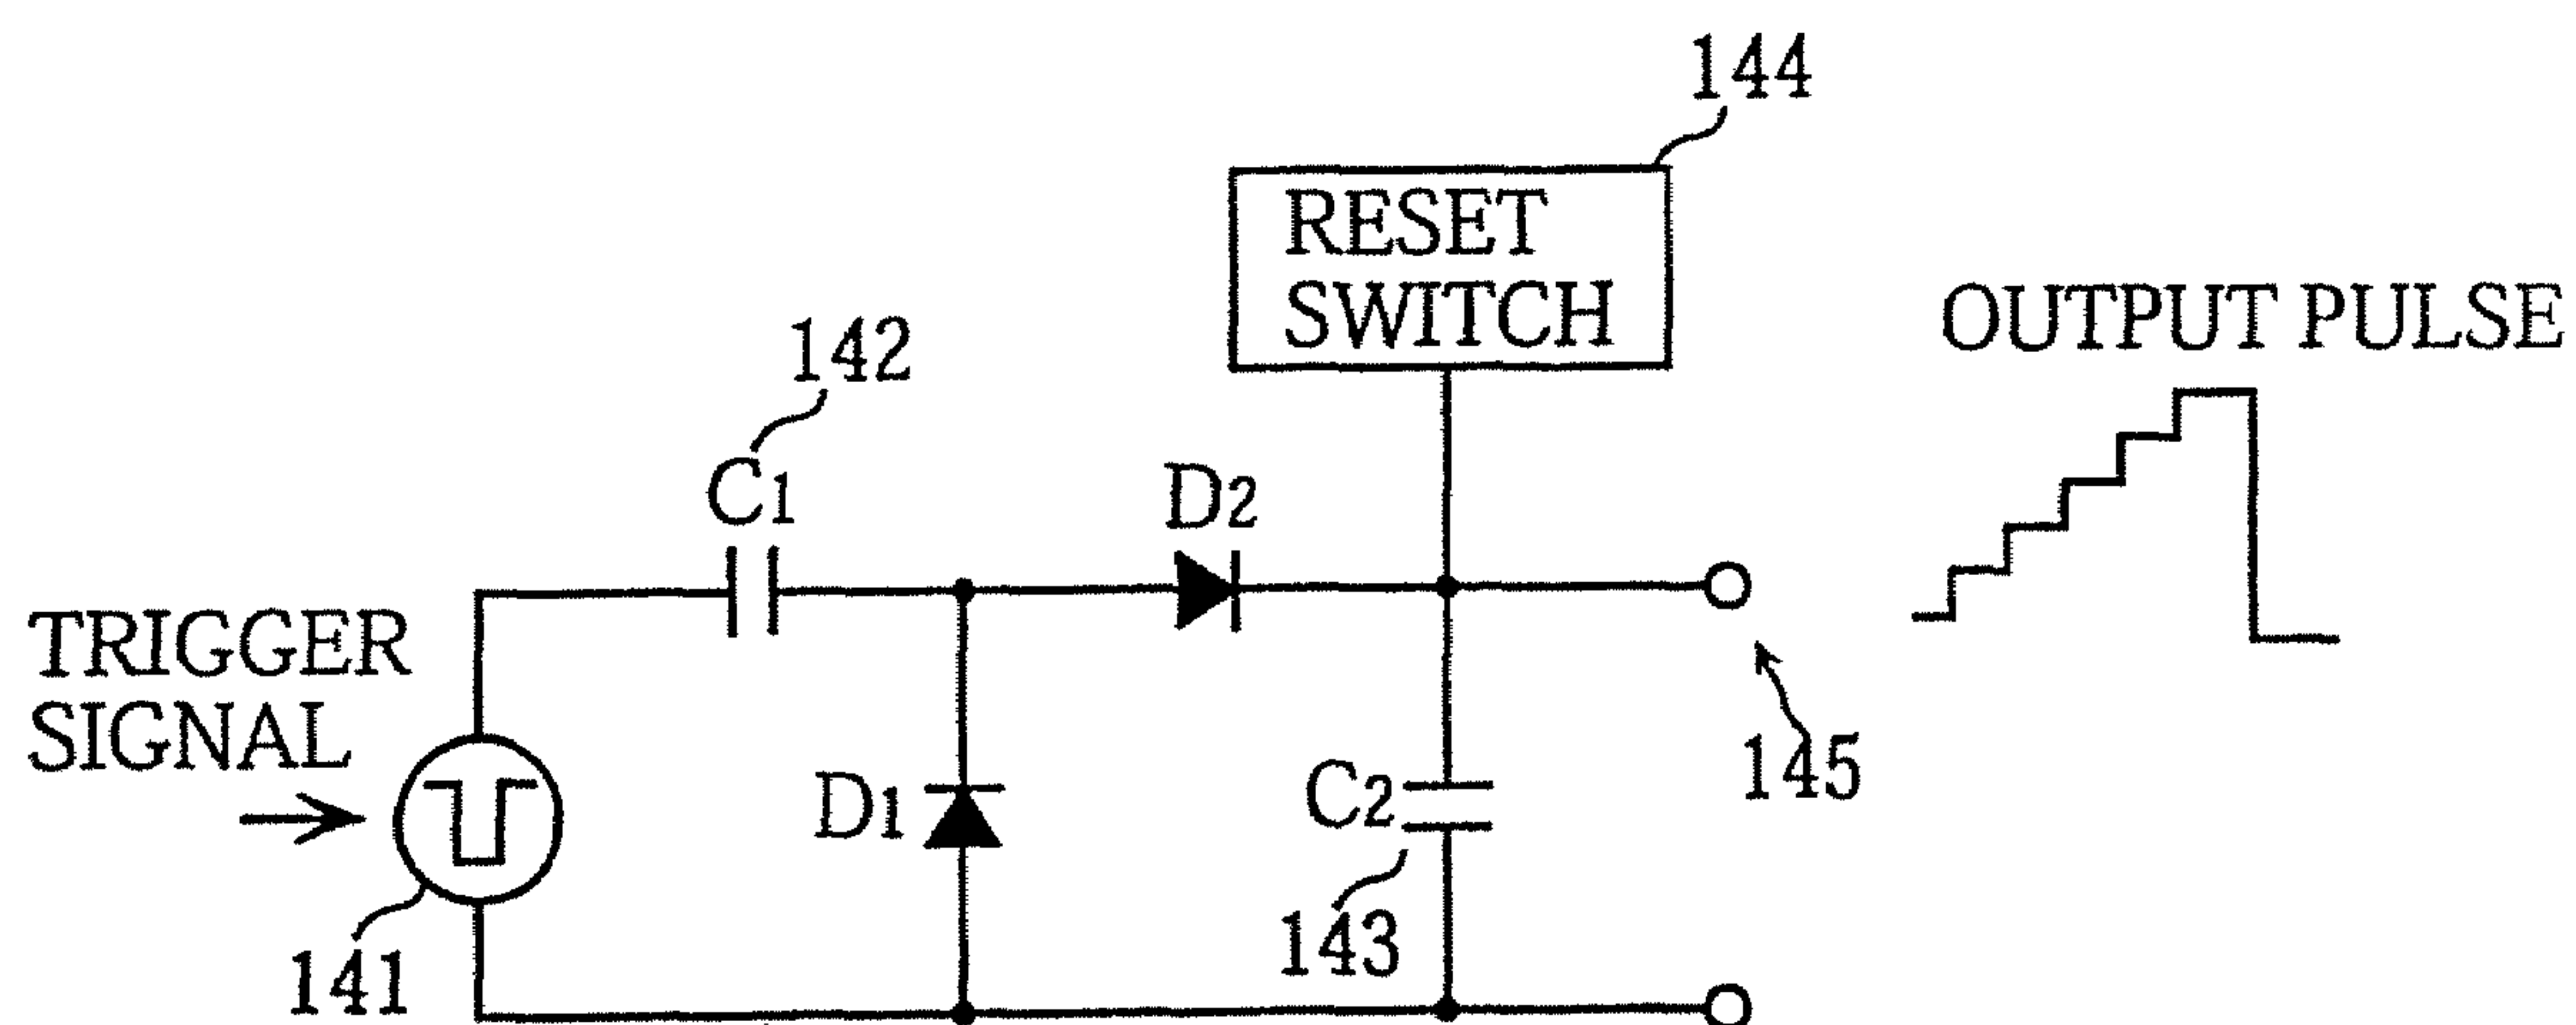 144
RESET
SWITCH
OUTPUT PULSE
142
C1
D2
TRIGGER
SIGNAL
D1
C2
145
143
141